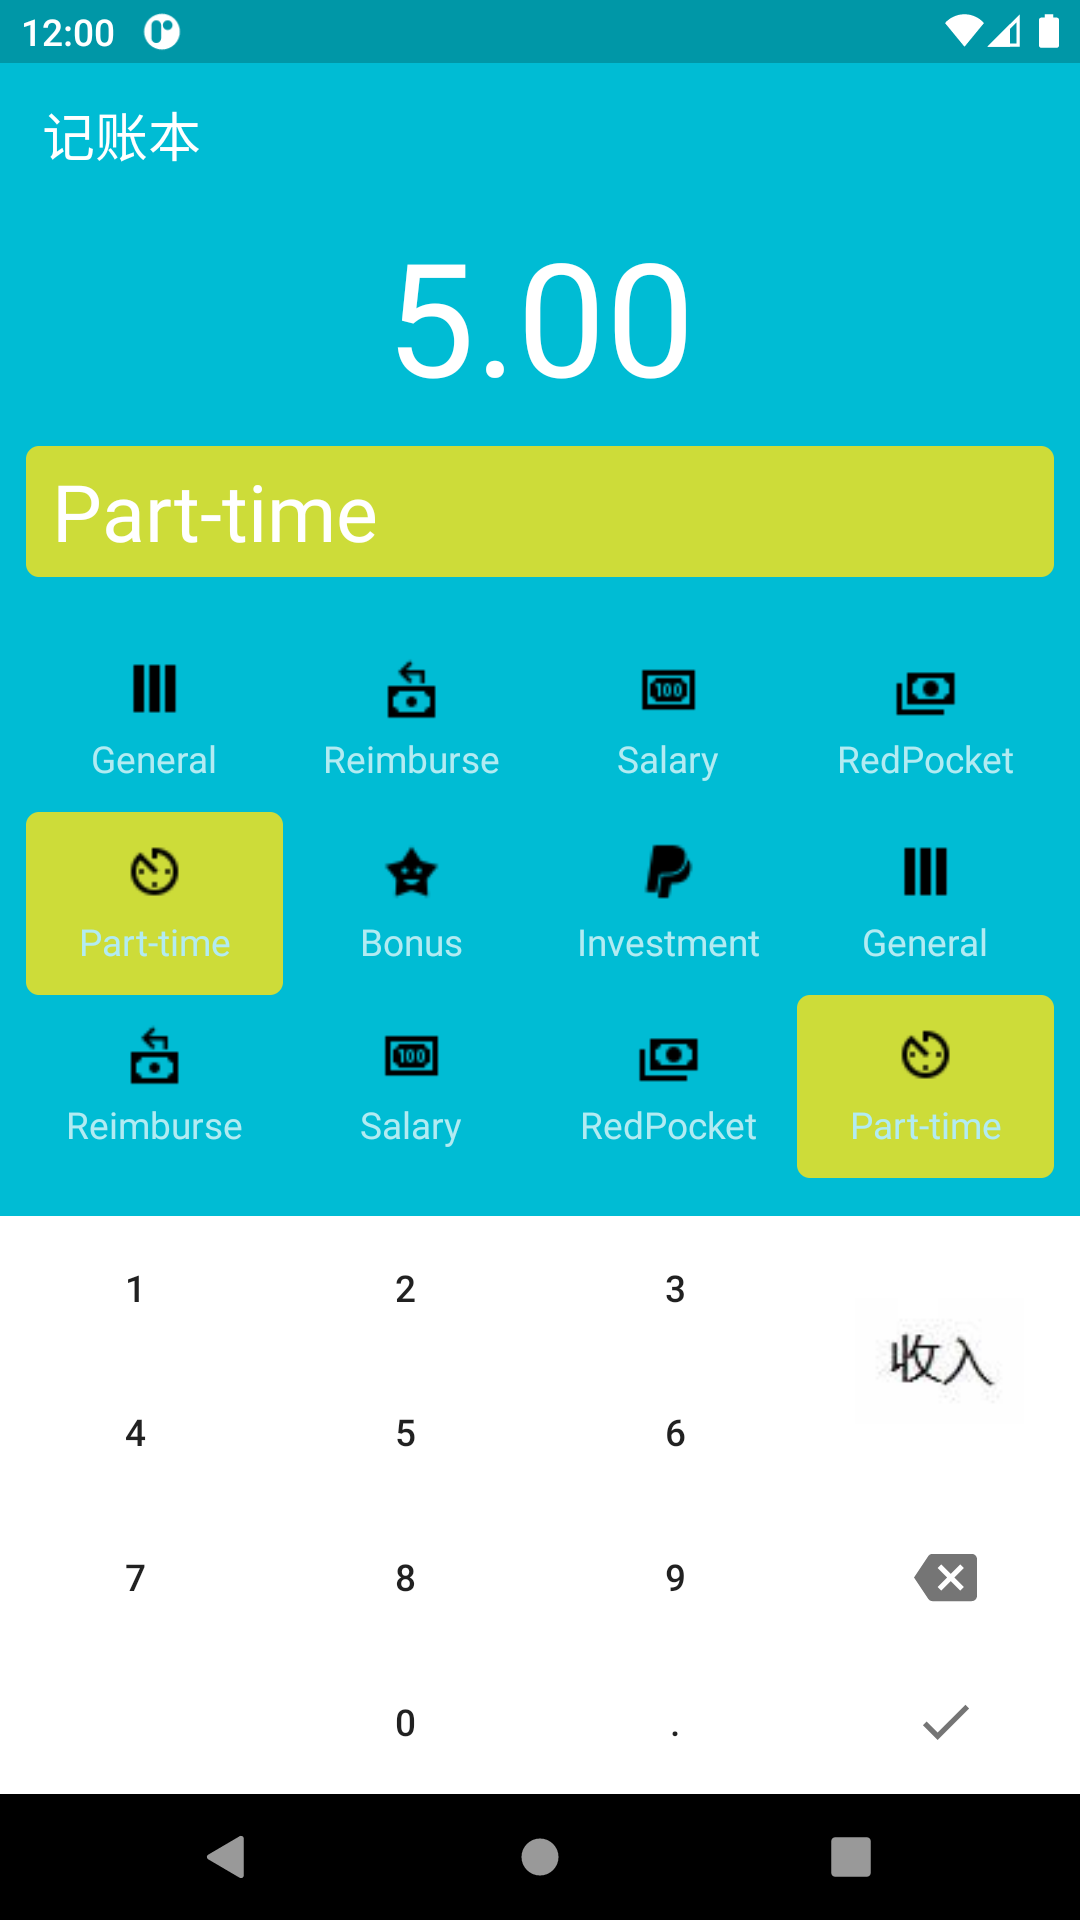 12:00
记账本
5.00
Part-time
General Reimburse Salary RedPocket
Part-time Bonus Investment General
Reimburse Salary RedPocket Part-time
1 2 3
收入
4 5 6
7 8 9
0 .